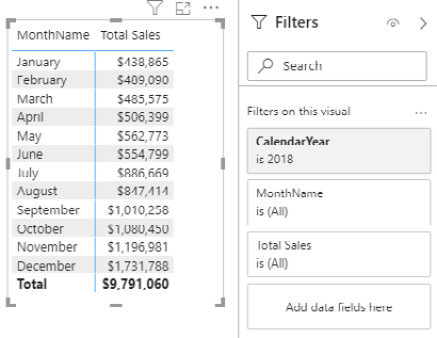 MonthName Total Sales
January $438,865
February $409,090
March $485,575
April $506,399
May $562,773
June $554,799
July $886,669
August $847,414
September $1,010,258
October $1,080,450
November $1,196,981
December $1,731,788
Total $9,791,060
Filters
Search
Filters on this visual
CalendarYear
is 2018
MonthName
is (All)
Total Sales
is (All)
Add data fields here